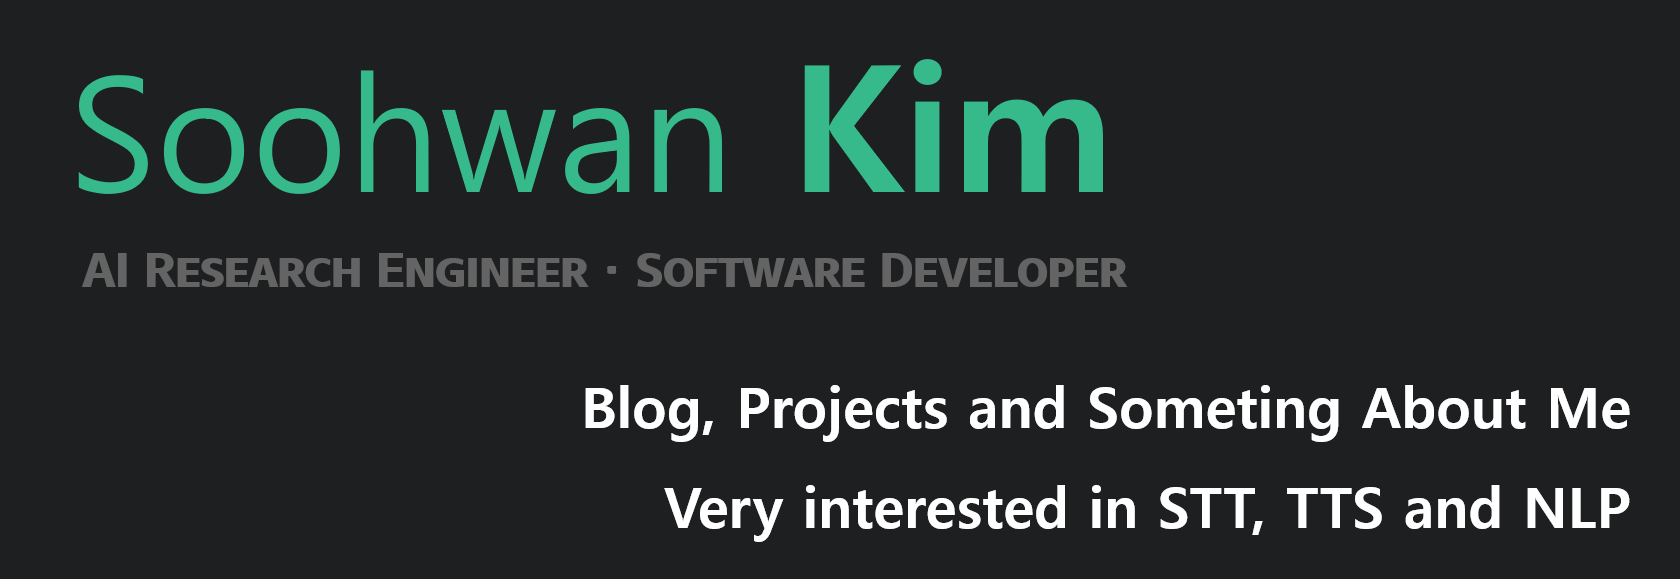 Soohwan Kim
AI Research Engineer · Software Developer
Blog, Projects and Someting About Me
Very interested in STT, TTS and NLP